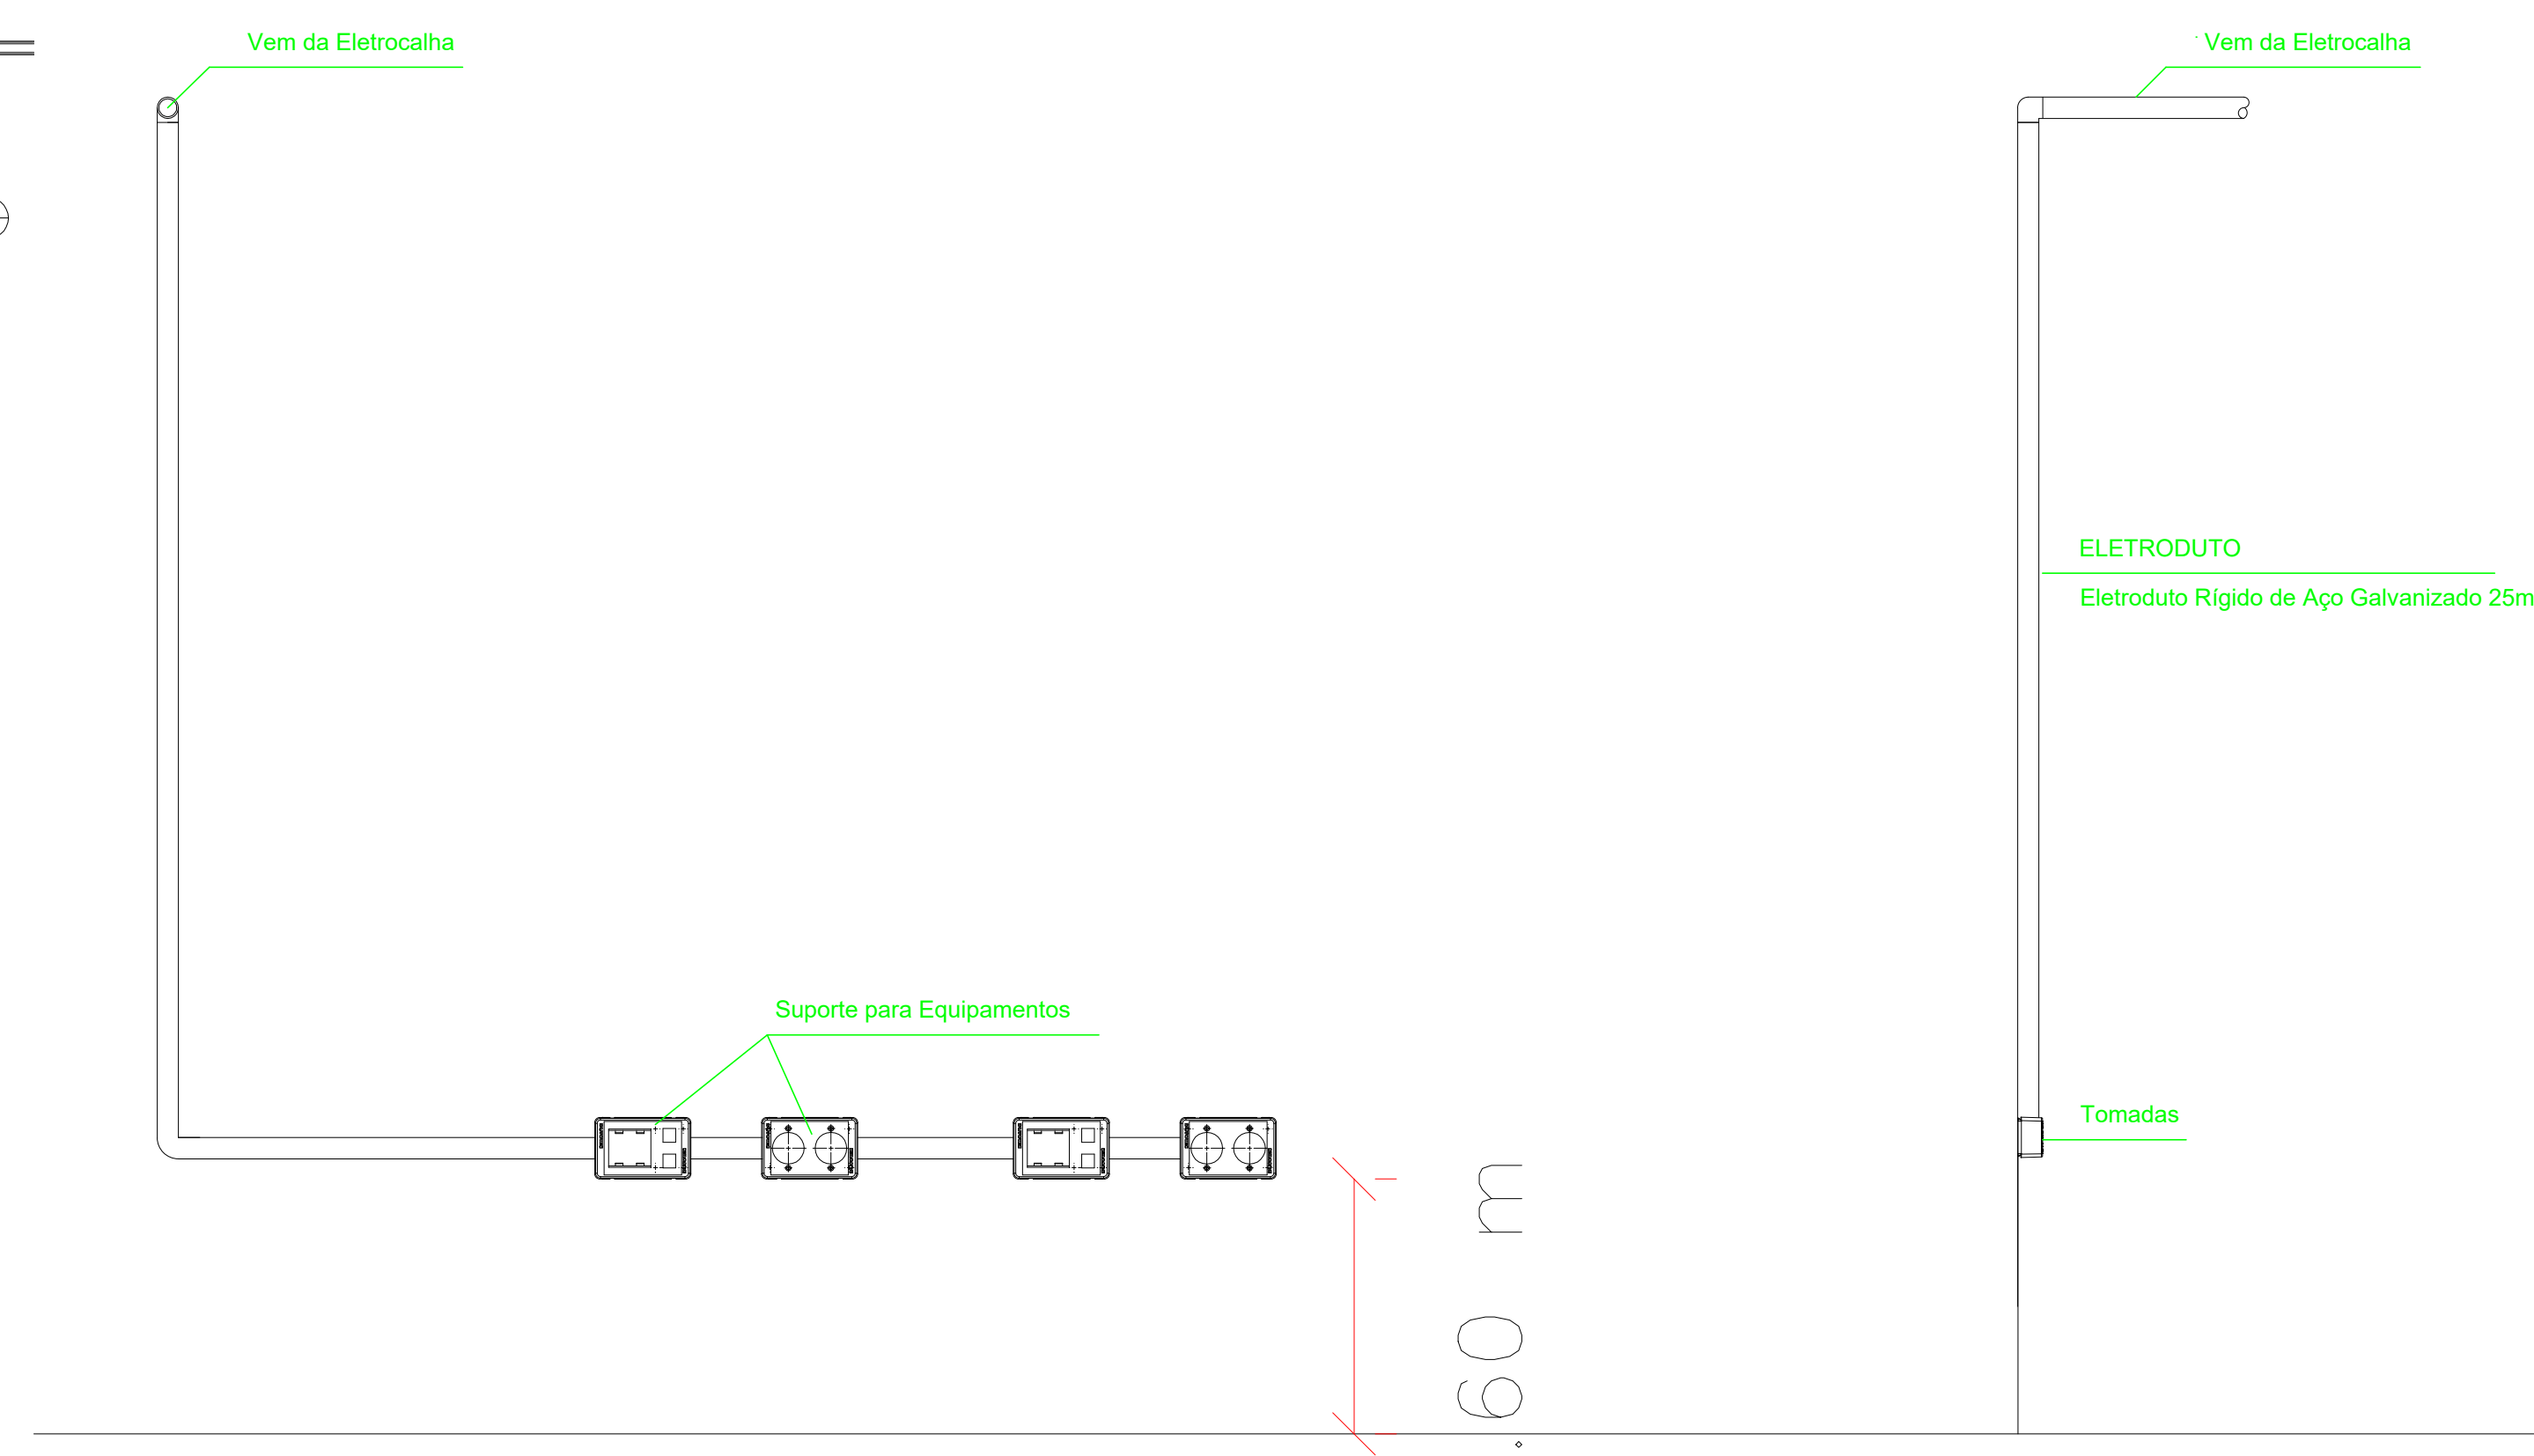 Vem da Eletrocalha
Vem da Eletrocalha
ELETRODUTO
Eletroduto Rígido de Aço Galvanizado 25m
Suporte para Equipamentos
Tomadas
.60 m